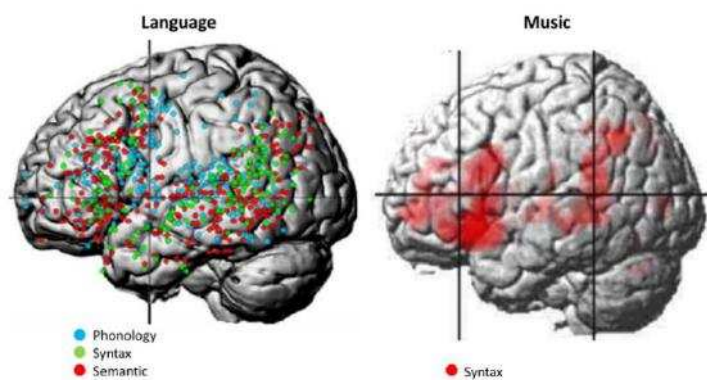 Language
Music
Phonology
Syntax
Semantic
Syntax